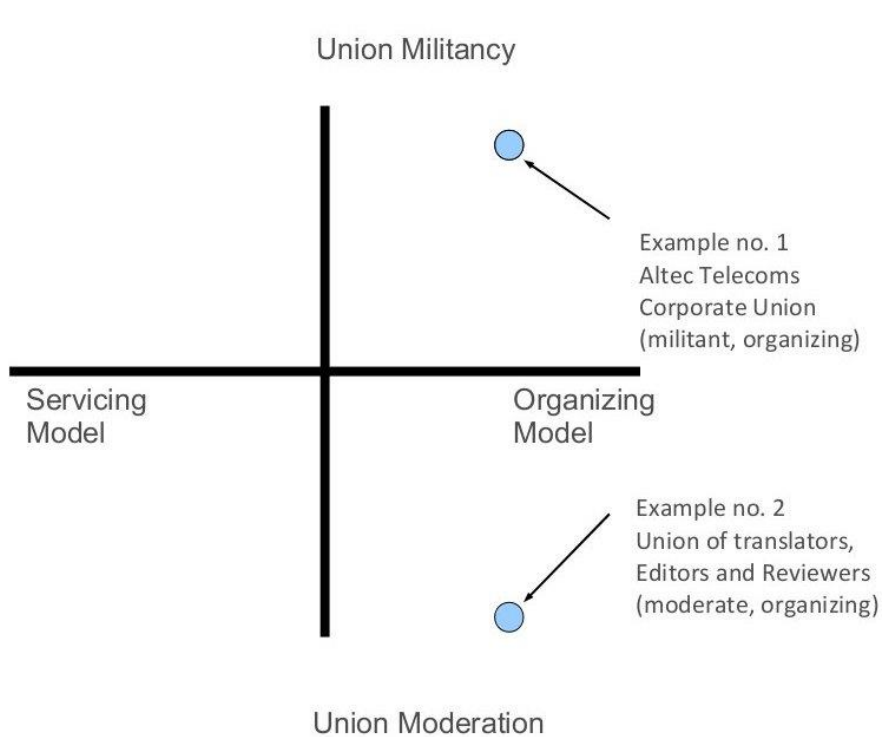 Union Militancy
Example no. 1
Altec Telecoms
Corporate Union
(militant, organizing)
Servicing
Model
Organizing
Model
Example no. 2
Union of translators,
Editors and Reviewers
(moderate, organizing)
Union Moderation